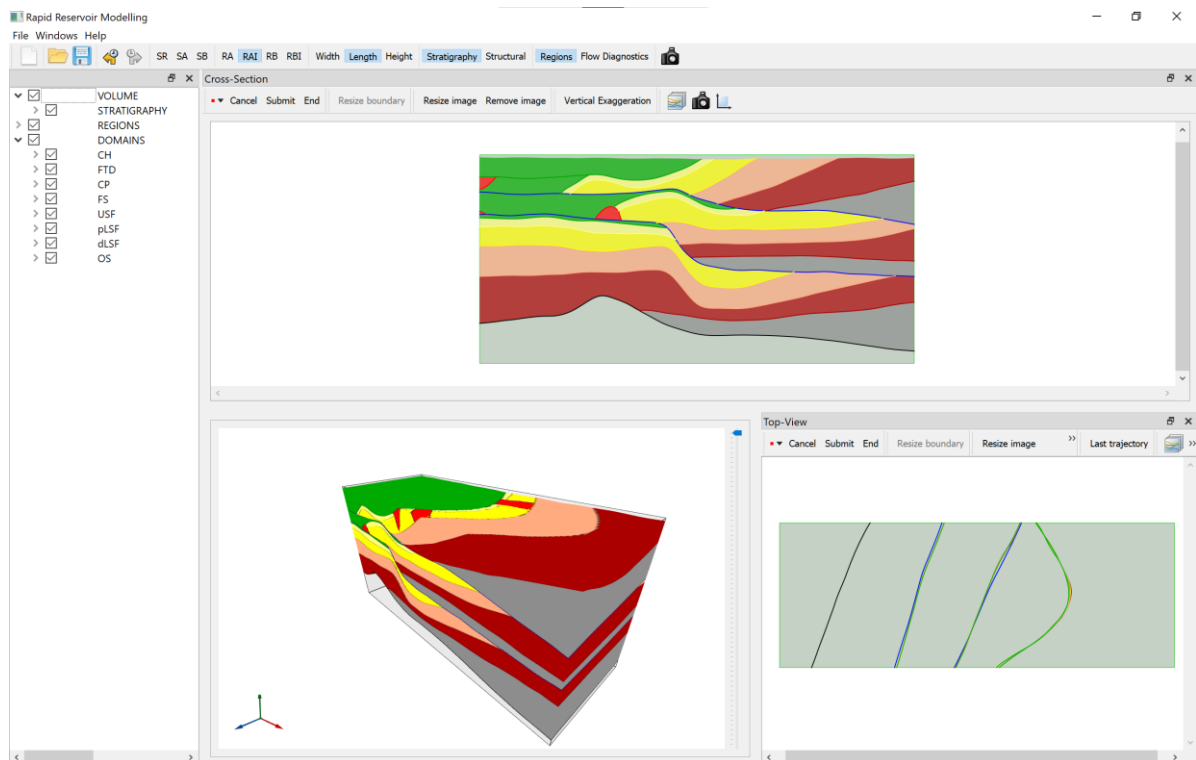 Rapid Reservoir Modelling
File Windows Help
SR SA SB RA RAI RB RBI Width Length Height Stratigraphy Structural Regions Flow Diagnostics
Cross-Section
Cancel Submit End Resize boundary Resize image Remove image Vertical Exaggeration
VOLUME
STRATIGRAPHY
REGIONS
DOMAINS
CH
FTD
CP
FS
USF
pLSF
dLSF
OS
Top-View
Cancel Submit End Resize boundary Resize image » Last trajectory »